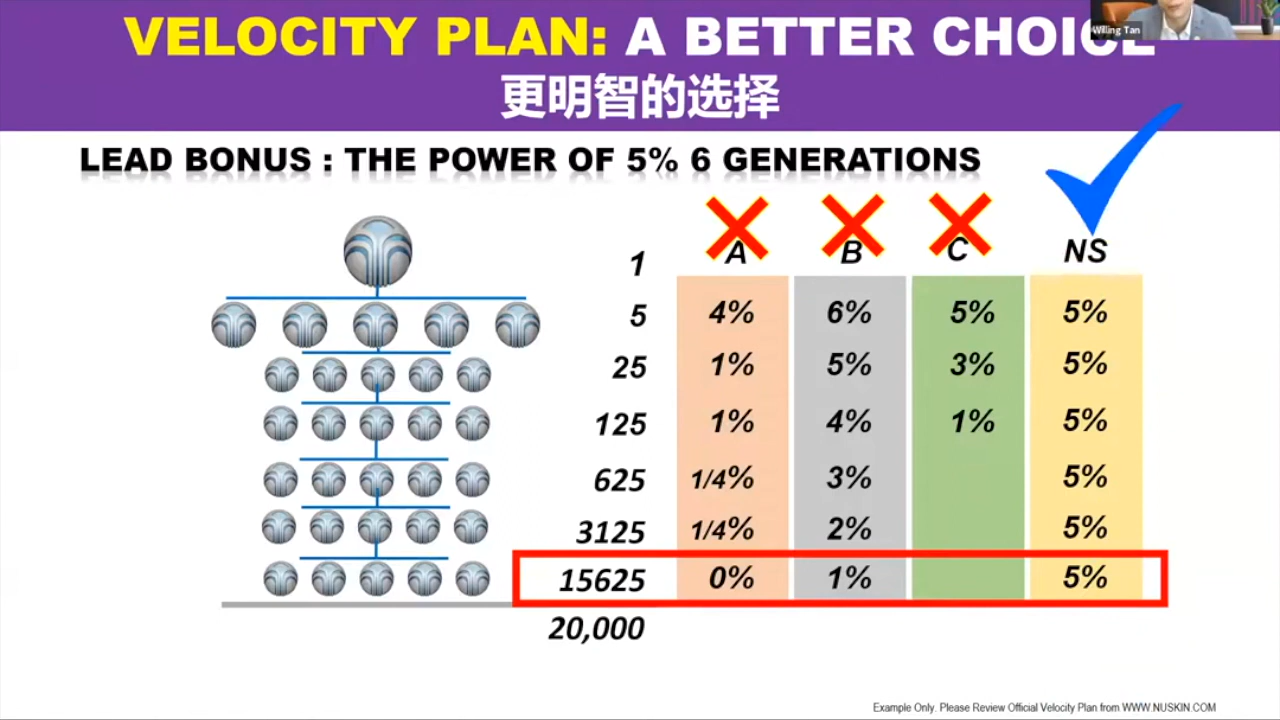 VELOCITY PLAN: A BETTER CHOICE
更明智的选择
Willing Tan
LEAD BONUS : THE POWER OF 5% 6 GENERATIONS
1 A B C NS
5 4% 6% 5% 5%
25 1% 5% 3% 5%
125 1% 4% 1% 5%
625 1/4% 3% 5%
3125 1/4% 2% 5%
15625 0% 1% 5%
20,000
Example Only. Please Review Official Velocity Plan from WWW.NUSKIN.COM